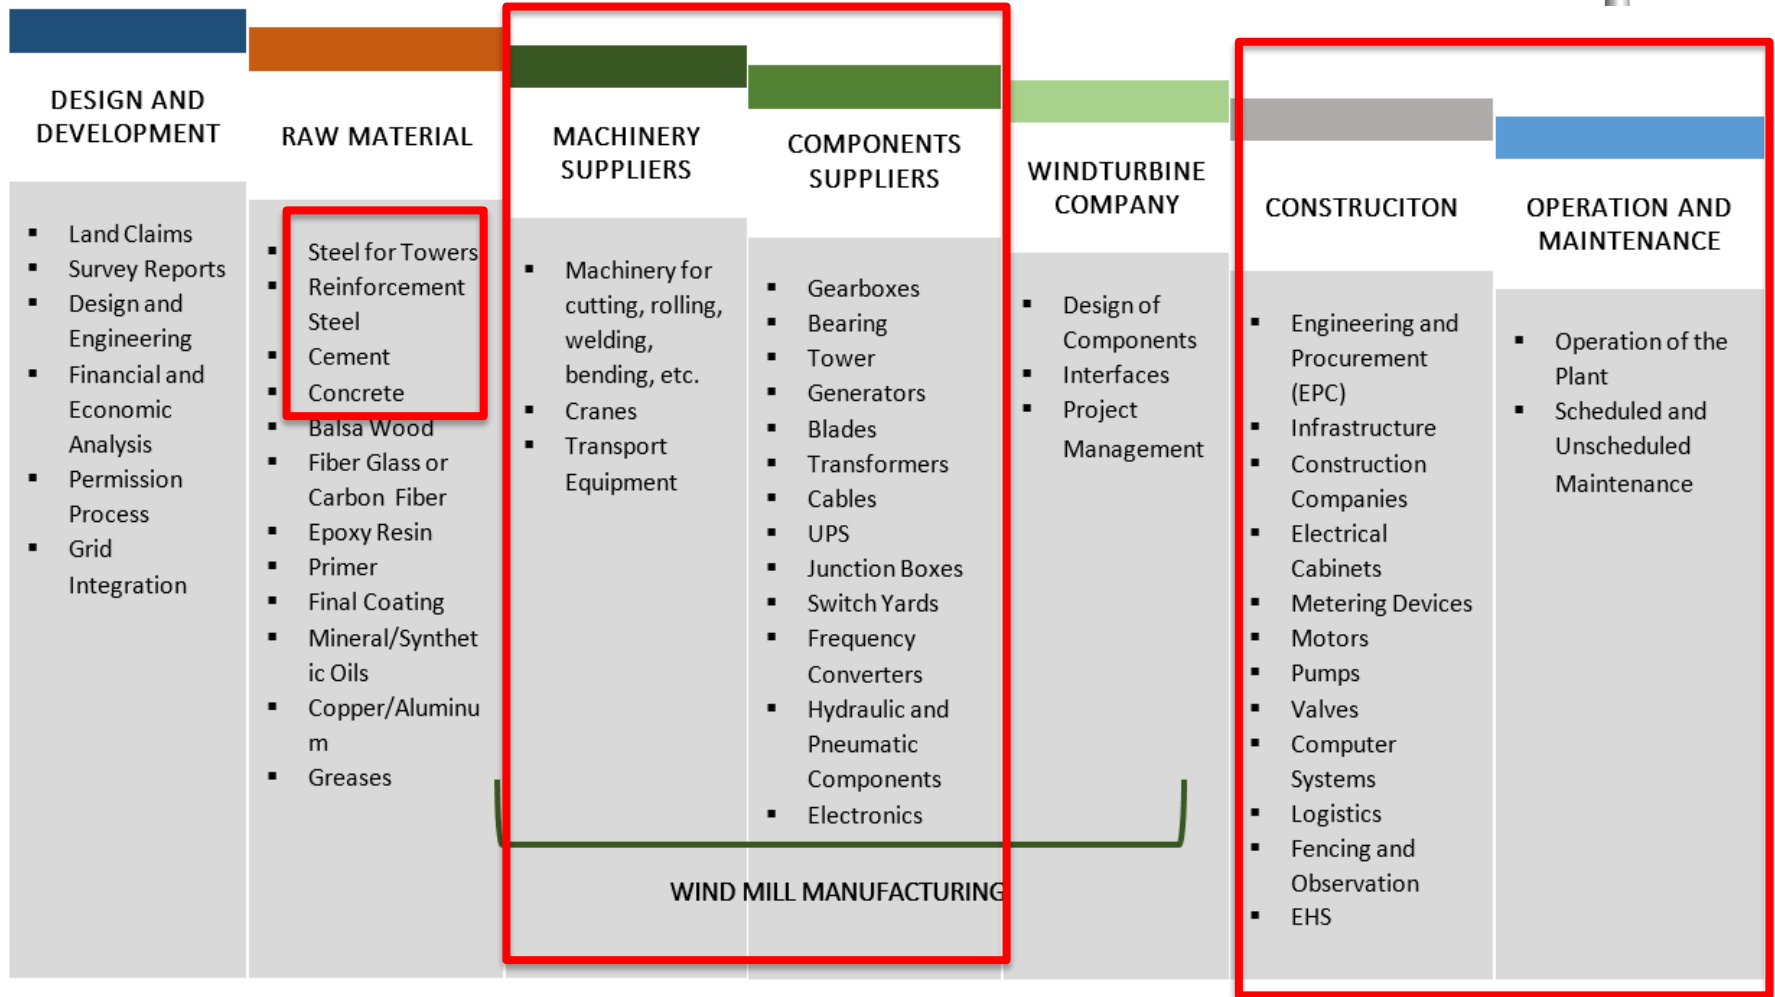 DESIGN AND
DEVELOPMENT
▪ Land Claims
▪ Survey Reports
▪ Design and
Engineering
▪ Financial and
Economic
Analysis
▪ Permission
Process
▪ Grid
Integration
RAW MATERIAL
▪ Steel for Towers
▪ Reinforcement
Steel
▪ Cement
▪ Concrete
▪ Balsa Wood
▪ Fiber Glass or
Carbon Fiber
▪ Epoxy Resin
▪ Primer
▪ Final Coating
▪ Mineral/Synthet
ic Oils
▪ Copper/Aluminu
m
▪ Greases
MACHINERY
SUPPLIERS
▪ Machinery for
cutting, rolling,
welding,
bending, etc.
▪ Cranes
▪ Transport
Equipment
COMPONENTS
SUPPLIERS
▪ Gearboxes
▪ Bearing
▪ Tower
▪ Generators
▪ Blades
▪ Transformers
▪ Cables
▪ UPS
▪ Junction Boxes
▪ Switch Yards
▪ Frequency
Converters
▪ Hydraulic and
Pneumatic
Components
▪ Electronics
WINDTURBINE
COMPANY
▪ Design of
Components
▪ Interfaces
▪ Project
Management
WIND MILL MANUFACTURING
CONSTRUCITON
▪ Engineering and
Procurement
(EPC)
▪ Infrastructure
▪ Construction
Companies
▪ Electrical
Cabinets
▪ Metering Devices
▪ Motors
▪ Pumps
▪ Valves
▪ Computer
Systems
▪ Logistics
▪ Fencing and
Observation
▪ EHS
OPERATION AND
MAINTENANCE
▪ Operation of the
Plant
▪ Scheduled and
Unscheduled
Maintenance